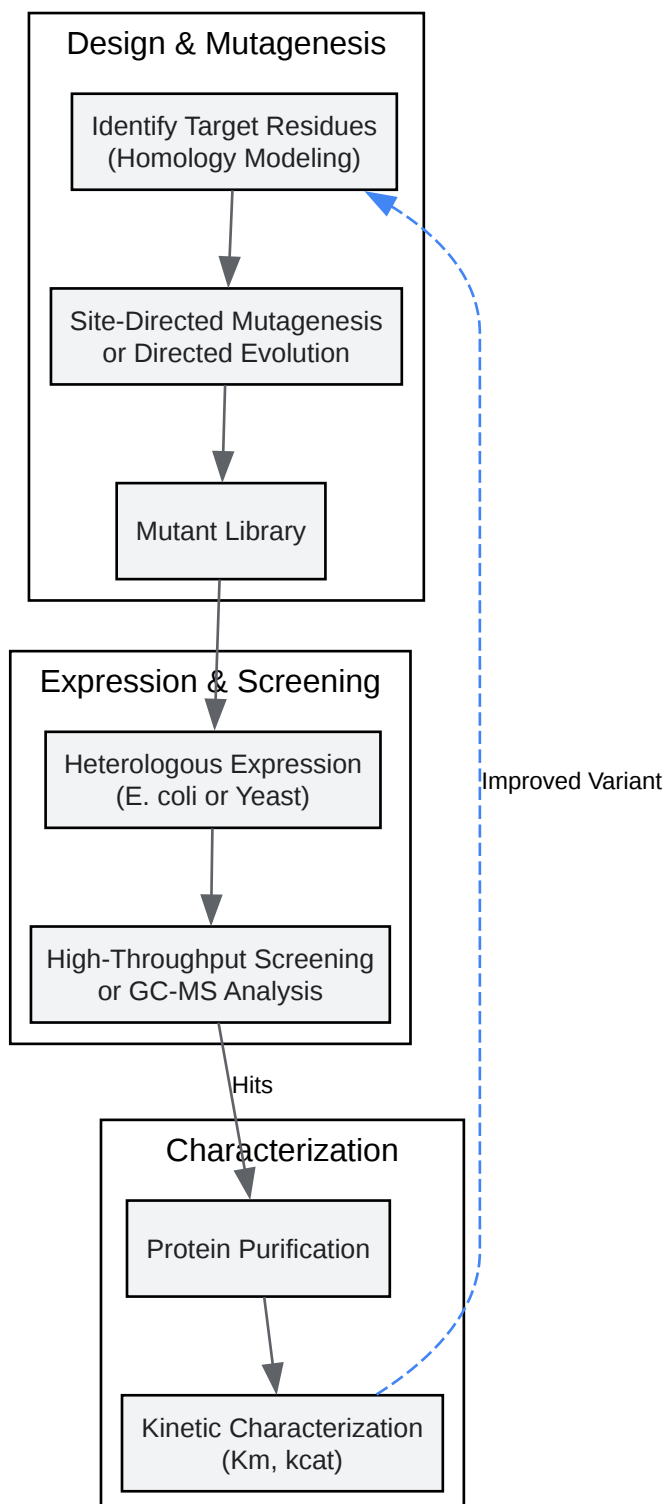 Design & Mutagenesis
Identify Target Residues
(Homology Modeling)
Site-Directed Mutagenesis
or Directed Evolution
Mutant Library
Expression & Screening
Heterologous Expression
(E. coli or Yeast)
Improved Variant
High-Throughput Screening
or GC-MS Analysis
Hits
Characterization
Protein Purification
Kinetic Characterization
(Km, kcat)